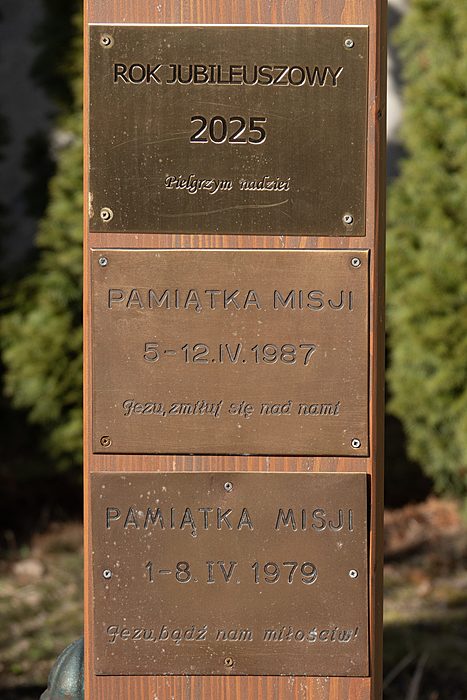 ROK JUBILEUSZOWY
2025
Pielgrzym nadziei
PAMIĄTKA MISJI
5-12.IV.1987
Jezu, zmiłuj się nad nami
PAMIĄTKA MISJI
1-8. IV. 1979
Jezu, bądź nam miłościw!